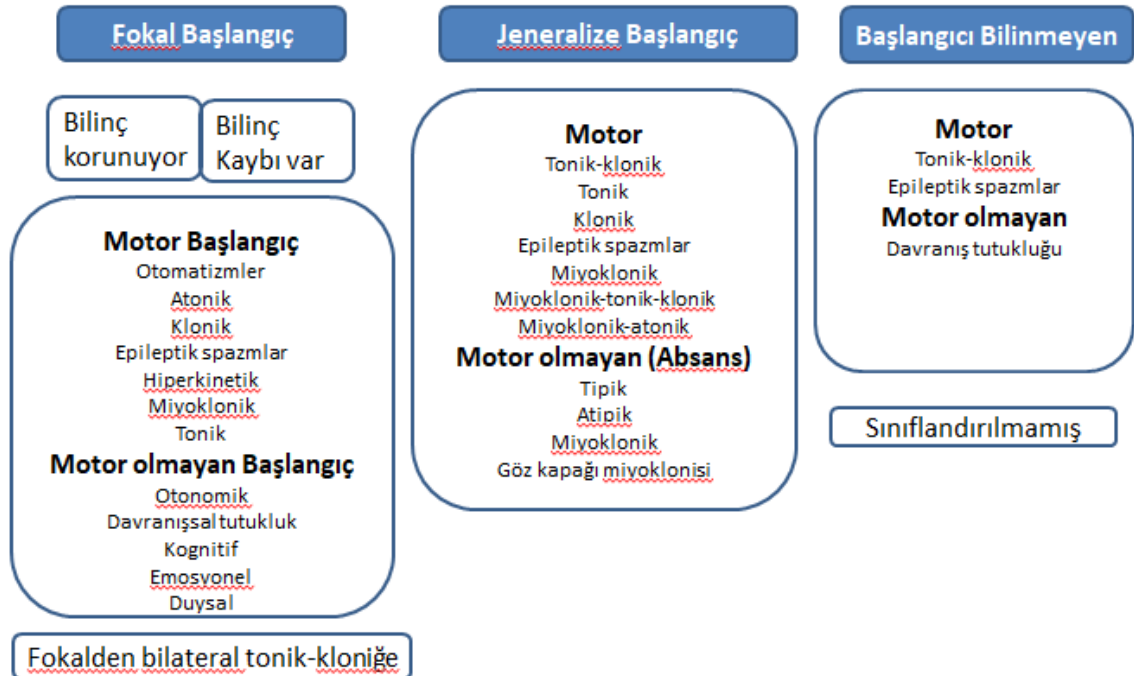 Fokal Başlangıç
Bilinç
korunuyor
Bilinç
Kaybı var
Motor Başlangıç
Otomatizmler
Atonik
Klonik
Epileptik spazmlar
Hiperkinetik
Miyoklonik
Tonik
Motor olmayan Başlangıç
Otonomik
Davranışsal tutukluk
Kognitif
Emosyonel
Duysal
Fokalden bilateral tonik-kloniğe
Jeneralize Başlangıç
Motor
Tonik-klonik
Tonik
Klonik
Epileptik spazmlar
Miyoklonik
Miyoklonik-tonik-klonik
Miyoklonik-atonik
Motor olmayan (Absans)
Tipik
Atipik
Miyoklonik
Göz kapağı miyoklonisi
Başlangıcı Bilinmeyen
Motor
Tonik-klonik
Epileptik spazmlar
Motor olmayan
Davranış tutukluğu
Sınıflandırılmamış